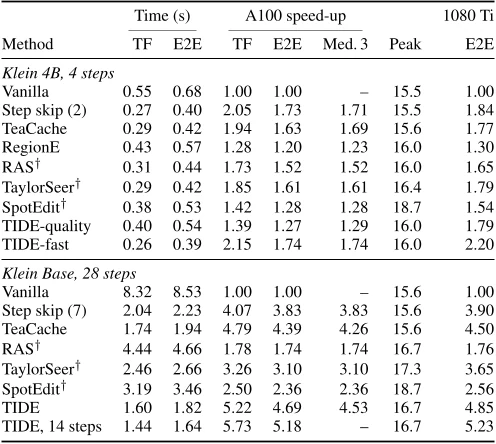 Time (s) A100 speed-up 1080 Ti
Method TF E2E TF E2E Med. 3 Peak E2E
Klein 4B, 4 steps
Vanilla 0.55 0.68 1.00 1.00 – 15.5 1.00
Step skip (2) 0.27 0.40 2.05 1.73 1.71 15.5 1.84
TeaCache 0.29 0.42 1.94 1.63 1.69 15.6 1.77
RegionE 0.43 0.57 1.28 1.20 1.23 16.0 1.30
RAS† 0.31 0.44 1.73 1.52 1.52 16.0 1.65
TaylorSeer† 0.29 0.42 1.85 1.61 1.61 16.4 1.79
SpotEdit† 0.38 0.53 1.42 1.28 1.28 18.7 1.54
TIDE-quality 0.40 0.54 1.39 1.27 1.29 16.0 1.79
TIDE-fast 0.26 0.39 2.15 1.74 1.74 16.0 2.20
Klein Base, 28 steps
Vanilla 8.32 8.53 1.00 1.00 – 15.6 1.00
Step skip (7) 2.04 2.23 4.07 3.83 3.83 15.6 3.90
TeaCache 1.74 1.94 4.79 4.39 4.26 15.6 4.50
RAS† 4.44 4.66 1.78 1.74 1.74 16.7 1.76
TaylorSeer† 2.46 2.66 3.26 3.10 3.10 17.3 3.65
SpotEdit† 3.19 3.46 2.50 2.36 2.36 18.7 2.56
TIDE 1.60 1.82 5.22 4.69 4.53 16.7 4.85
TIDE, 14 steps 1.44 1.64 5.73 5.18 – 16.7 5.23